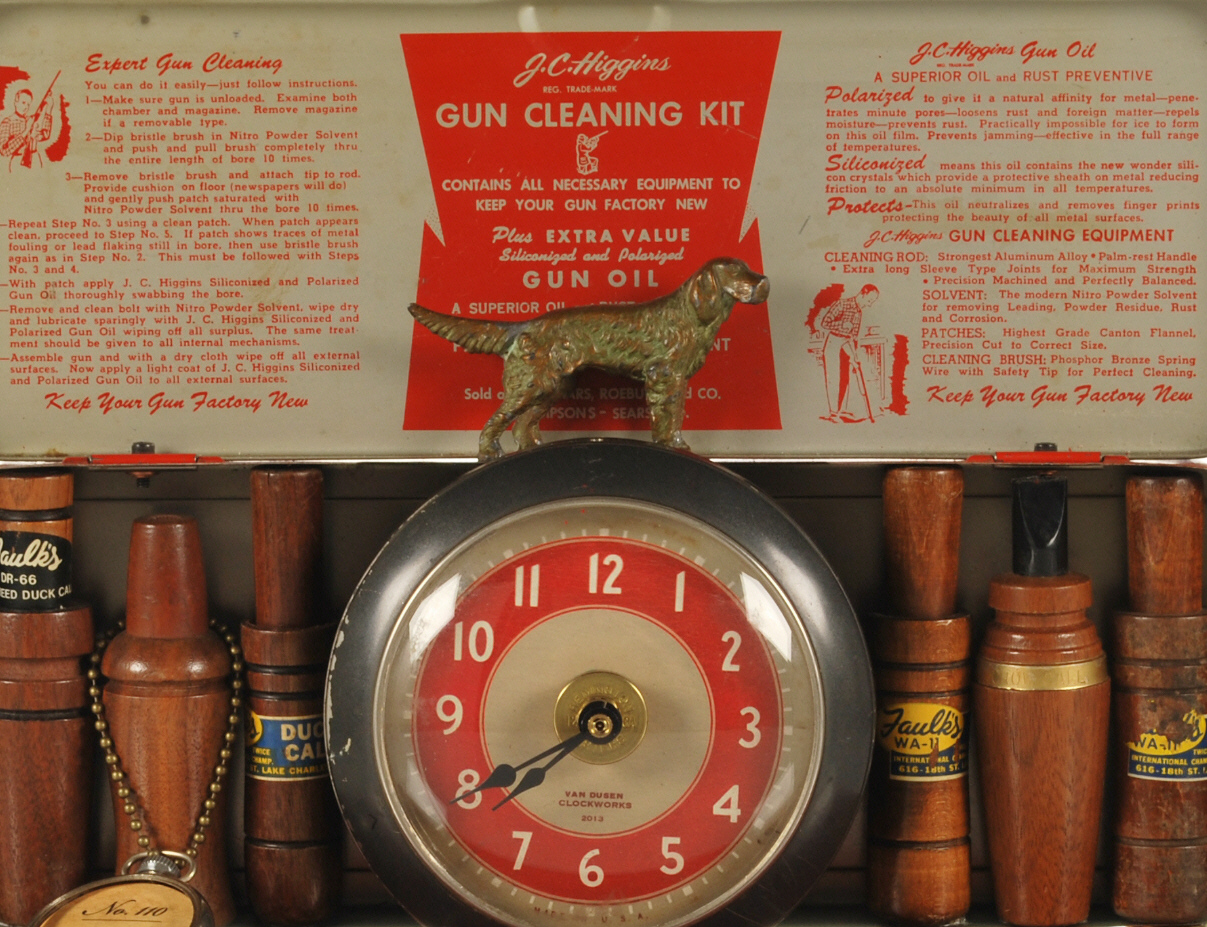 Expert Gun Cleaning
You can do it easily—just follow instructions.
1—Make sure gun is unloaded. Examine both
chamber and magazine. Remove magazine
if a removable type.
2—Dip bristle brush in Nitro Powder Solvent
and push and pull brush completely thru
the entire length of bore 10 times.
3—Remove bristle brush and attach tip to rod.
Provide cushion on floor (newspapers will do)
and gently push patch saturated with
Nitro Powder Solvent thru the bore 10 times.
—Repeat Step No. 3 using a clean patch. When patch appears
clean, proceed to Step No. 5. If patch shows traces of metal
fouling or lead flaking still in bore, then use bristle brush
again as in Step No. 2. This must be followed with Steps
No. 3 and 4.
—With patch apply J. C. Higgins Siliconized and Polarized
Gun Oil thoroughly swabbing the bore.
—Remove and clean bolt with Nitro Powder Solvent, wipe dry
and lubricate sparingly with J. C. Higgins Siliconized and
Polarized Gun Oil wiping off all surplus. The same treat-
ment should be given to all internal mechanisms.
—Assemble gun and with a dry cloth wipe off all external
surfaces. Now apply a light coat of J. C. Higgins Siliconized
and Polarized Gun Oil to all external surfaces.
Keep Your Gun Factory New
J.C. Higgins
REG. TRADE-MARK
GUN CLEANING KIT
CONTAINS ALL NECESSARY EQUIPMENT TO
KEEP YOUR GUN FACTORY NEW
Plus EXTRA VALUE
Siliconized and Polarized
GUN OIL
A SUPERIOR OIL
NT
Sold
ARS, ROEBU D CO.
MPSON'S - SEARS
J.C. Higgins Gun Oil
REG. TRADE-MARK
A SUPERIOR OIL and RUST PREVENTIVE
Polarized to give it a natural affinity for metal—pene-
trates minute pores—loosens rust and foreign matter—repels
moisture—prevents rust. Practically impossible for ice to form
on this oil film. Prevents jamming—effective in the full range
of temperatures.
Siliconized means this oil contains the new wonder sili-
con crystals which provide a protective sheath on metal reducing
friction to an absolute minimum in all temperatures.
Protects—This oil neutralizes and removes finger prints
protecting the beauty of all metal surfaces.
J.C. Higgins GUN CLEANING EQUIPMENT
CLEANING ROD: Strongest Aluminum Alloy • Palm-rest Handle
• Extra long Sleeve Type Joints for Maximum Strength
• Precision Machined and Perfectly Balanced.
SOLVENT: The modern Nitro Powder Solvent
for removing Leading, Powder Residue, Rust
and Corrosion.
PATCHES: Highest Grade Canton Flannel,
Precision Cut to Correct Size.
CLEANING BRUSH: Phosphor Bronze Spring
Wire with Safety Tip for Perfect Cleaning.
Keep Your Gun Factory New
aulk's
DR-66
EED DUCK CAL
No. 110
DUC
CAL
TWICE
CHAMP.
ST. LAKE CHARL
12
1
2
3
4
5
6
7
8
9
10
11
VAN DUSEN
CLOCKWORKS
2013
MADE U.S.A.
Faulk's
WA-11
INTERNATIONAL
616-18th ST.
CALL
WA-11
TWIC
INTERNATIONAL CHAM
616-18th ST. L